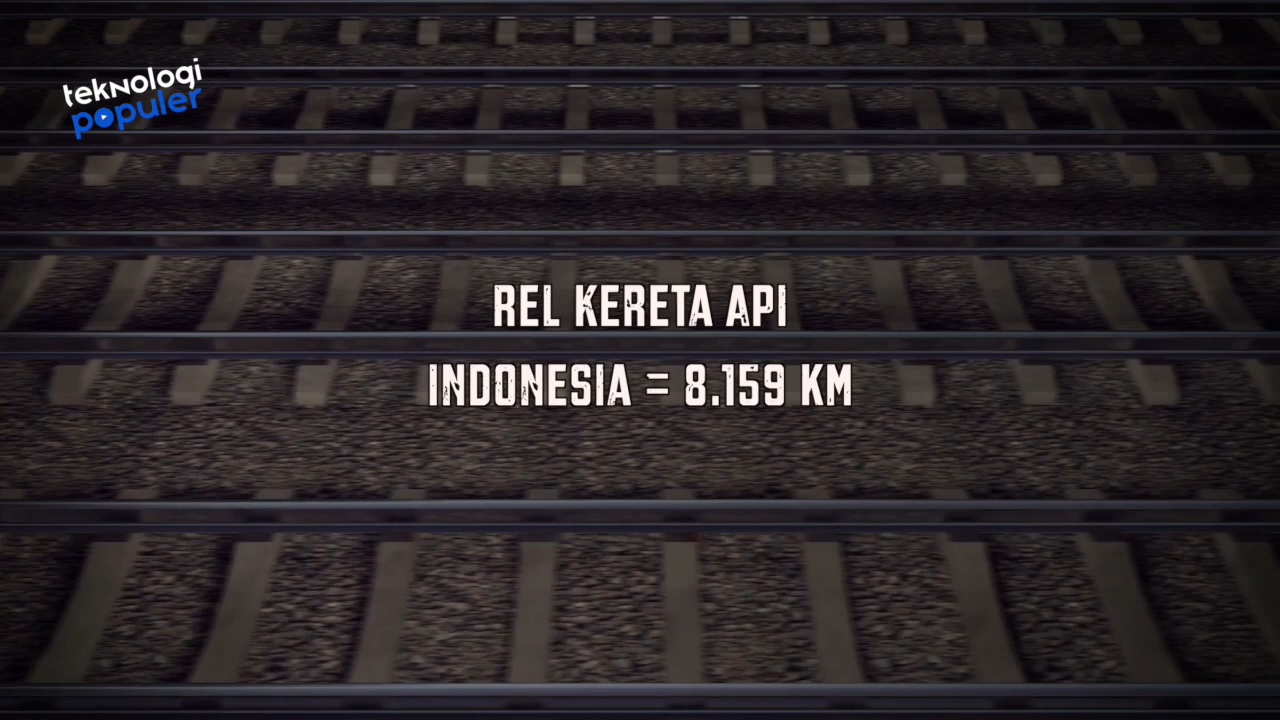 teknologi
populer
REL KERETA API
INDONESIA = 8.159 KM